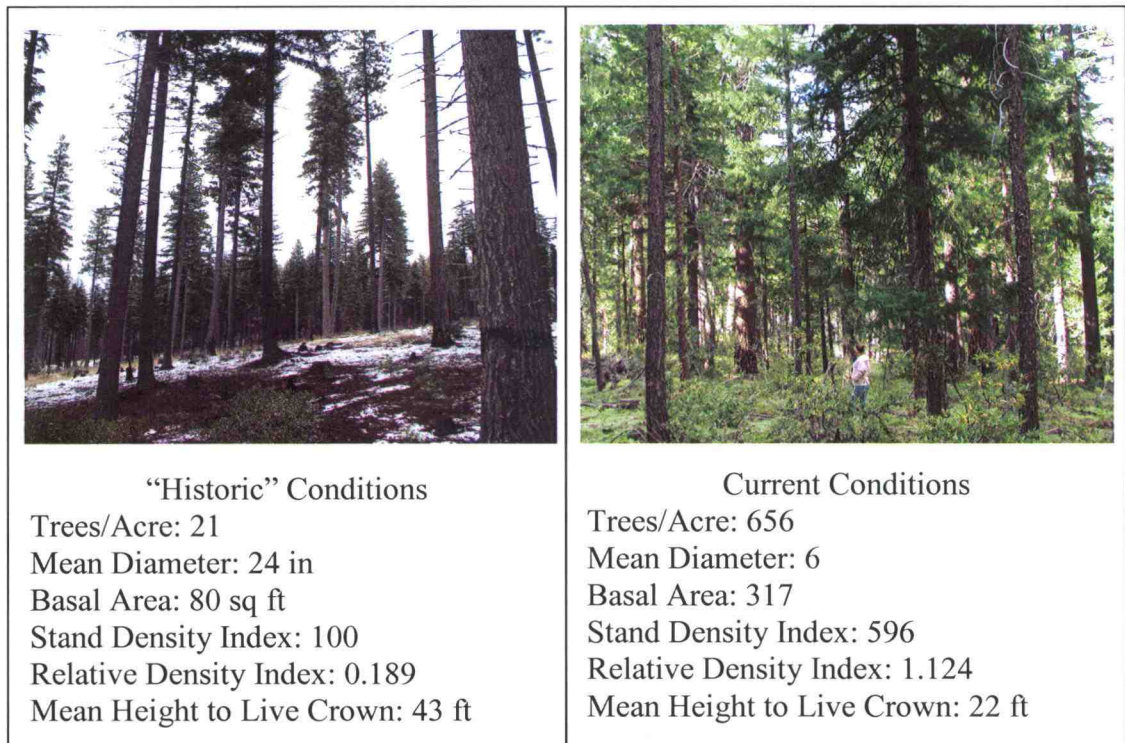 “Historic” Conditions
Trees/Acre: 21
Mean Diameter: 24 in
Basal Area: 80 sq ft
Stand Density Index: 100
Relative Density Index: 0.189
Mean Height to Live Crown: 43 ft
Current Conditions
Trees/Acre: 656
Mean Diameter: 6
Basal Area: 317
Stand Density Index: 596
Relative Density Index: 1.124
Mean Height to Live Crown: 22 ft